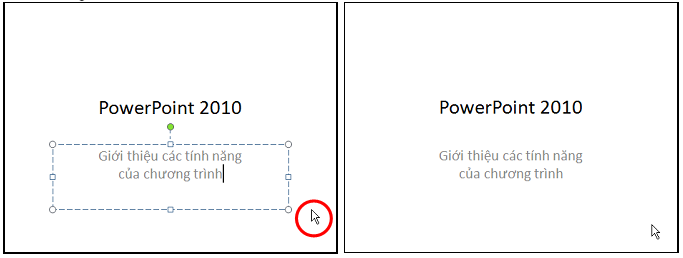 PowerPoint 2010
Giới thiệu các tính năng
của chương trình
PowerPoint 2010
Giới thiệu các tính năng
của chương trình